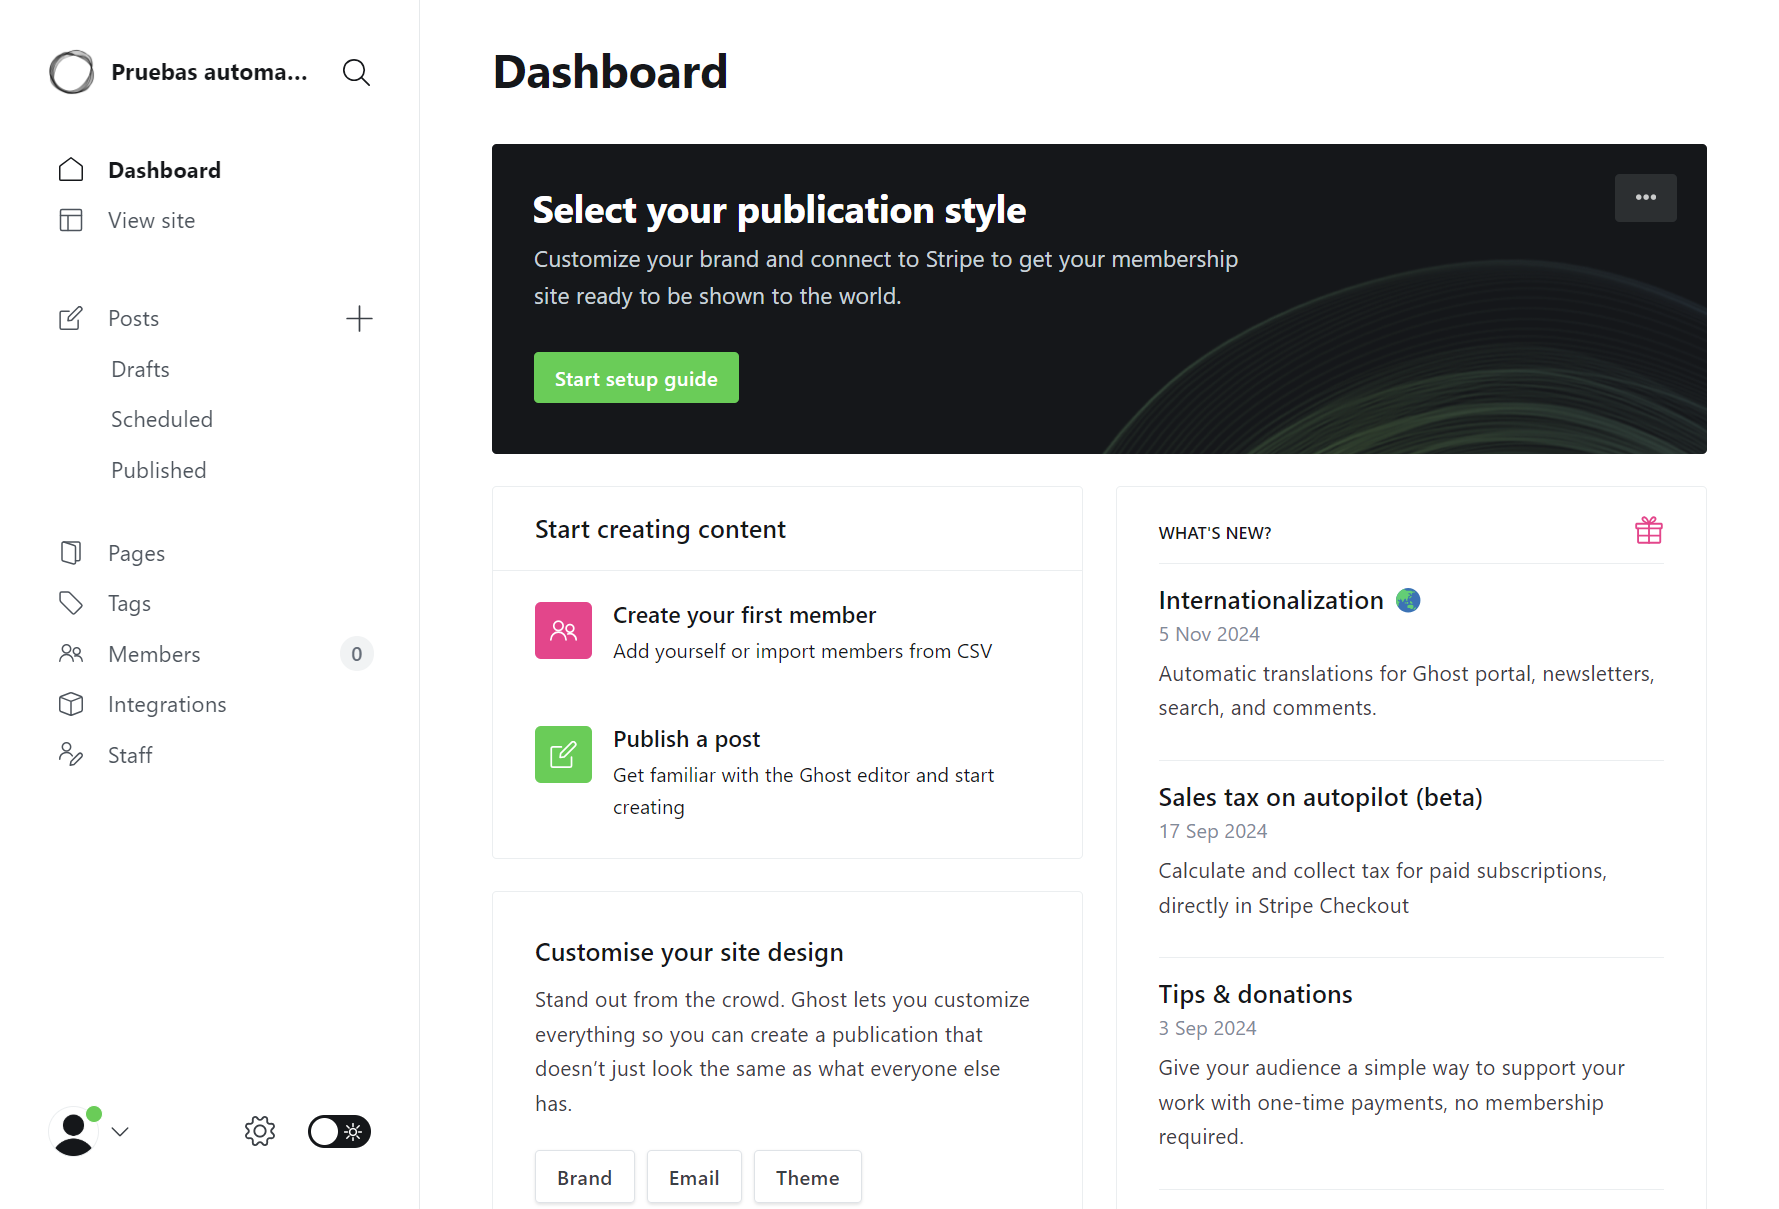 Pruebas automa...
Dashboard
View site
Posts
Drafts
Scheduled
Published
Pages
Tags
Members
0
Integrations
Staff
Dashboard
Select your publication style
Customize your brand and connect to Stripe to get your membership
site ready to be shown to the world.
Start setup guide
Start creating content
Create your first member
Add yourself or import members from CSV
Publish a post
Get familiar with the Ghost editor and start
creating
Customise your site design
Stand out from the crowd. Ghost lets you customize
everything so you can create a publication that
doesn’t just look the same as what everyone else
has.
Brand
Email
Theme
WHAT'S NEW?
Internationalization
5 Nov 2024
Automatic translations for Ghost portal, newsletters,
search, and comments.
Sales tax on autopilot (beta)
17 Sep 2024
Calculate and collect tax for paid subscriptions,
directly in Stripe Checkout
Tips & donations
3 Sep 2024
Give your audience a simple way to support your
work with one-time payments, no membership
required.